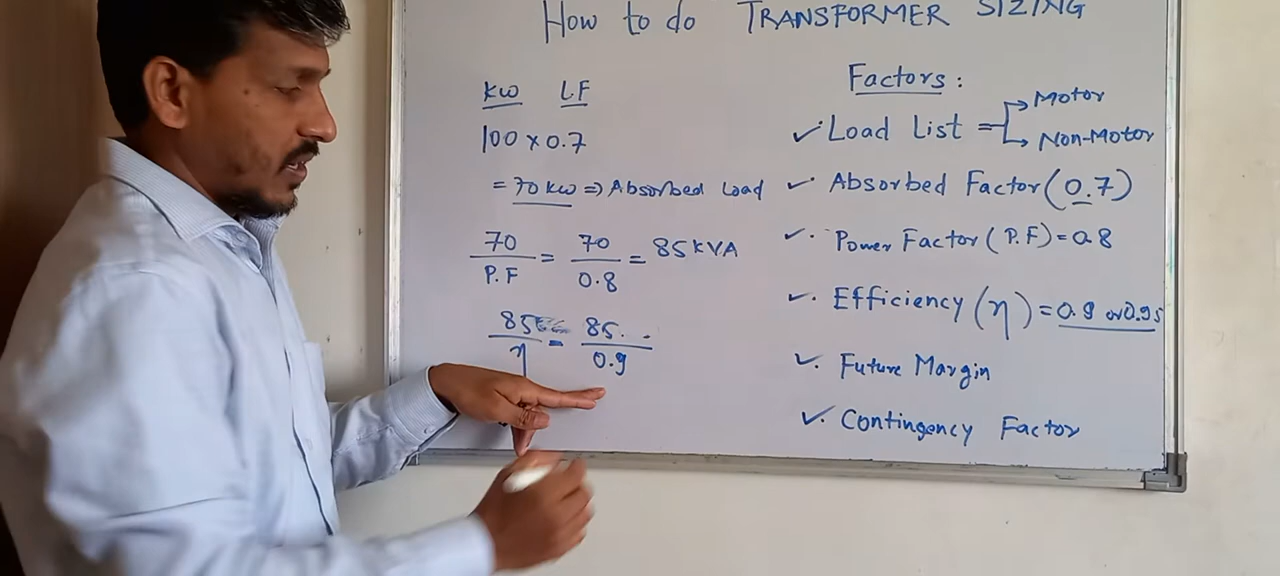 How to do TRANSFORMER SIZING
KW L.F
100 x 0.7
= 70 KW => Absorbed Load
70 / P.F = 70 / 0.8 = 85 KVA
85 / η = 85.. / 0.9
Factors :
✓ Load List = Motor
Non-Motor
✓. Absorbed Factor (0.7)
✓. Power Factor (P.F) = 0.8
✓. Efficiency (η) = 0.9 or 0.95
✓. Future Margin
✓. Contingency Factor